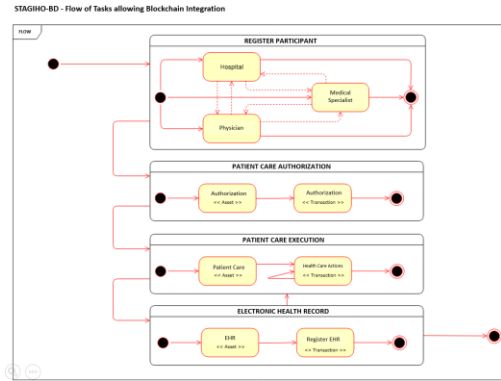 STAGIHO-BD - Flow of Tasks allowing Blockchain Integration
FLOW
REGISTER PARTICIPANT
Hospital
Medical
Specialist
Physician
PATIENT CARE AUTHORIZATION
Authorization
<< Asset >>
Authorization
<< Transaction >>
PATIENT CARE EXECUTION
Patient Care
<< Asset >>
Health Care Actions
<< Transaction >>
ELECTRONIC HEALTH RECORD
EHR
<< Asset >>
Register EHR
<< Transaction >>